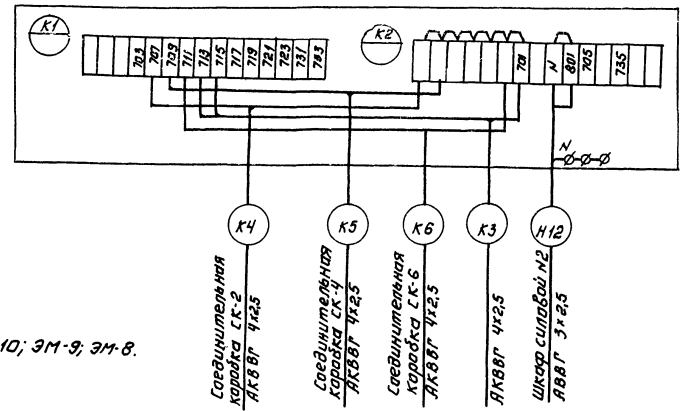 К1
К2
703 707 709 711 713 715 717 719 721 723 731 733
701 N 801 705 735
N
К4 К5 К6 К3 Н12
Соединительная
коробка СК-2
АКВВГ 4х2,5
Соединительная
коробка СК-4
АКВВГ 4х2,5
Соединительная
коробка СК-6
АКВВГ 4х2,5
АКВВГ 4х2,5
Шкаф силовой N2
АВВГ 3х2,5
10; ЭМ-9; ЭМ-8.